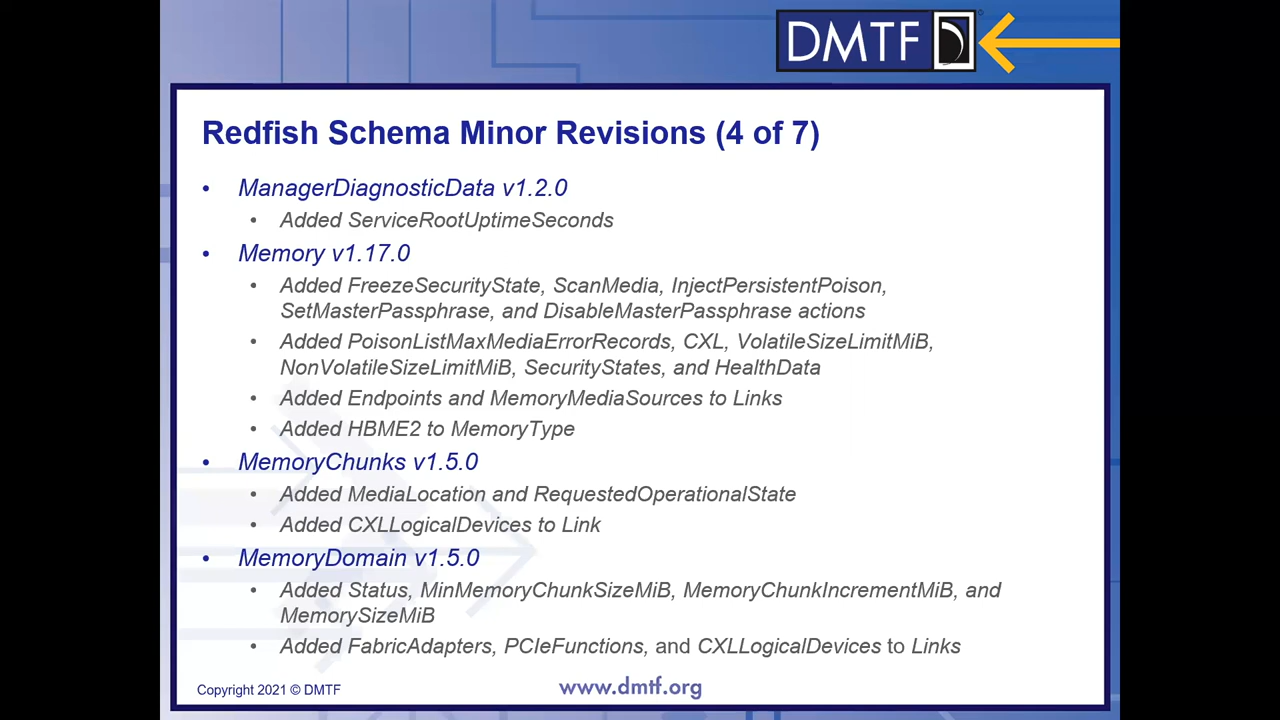 DMTF
Redfish Schema Minor Revisions (4 of 7)
• ManagerDiagnosticData v1.2.0
• Added ServiceRootUptimeSeconds
• Memory v1.17.0
• Added FreezeSecurityState, ScanMedia, InjectPersistentPoison,
SetMasterPassphrase, and DisableMasterPassphrase actions
• Added PoisonListMaxMediaErrorRecords, CXL, VolatileSizeLimitMiB,
NonVolatileSizeLimitMiB, SecurityStates, and HealthData
• Added Endpoints and MemoryMediaSources to Links
• Added HBME2 to MemoryType
• MemoryChunks v1.5.0
• Added MediaLocation and RequestedOperationalState
• Added CXLLogicalDevices to Link
• MemoryDomain v1.5.0
• Added Status, MinMemoryChunkSizeMiB, MemoryChunkIncrementMiB, and
MemorySizeMiB
• Added FabricAdapters, PCIeFunctions, and CXLLogicalDevices to Links
Copyright 2021 © DMTF
www.dmtf.org